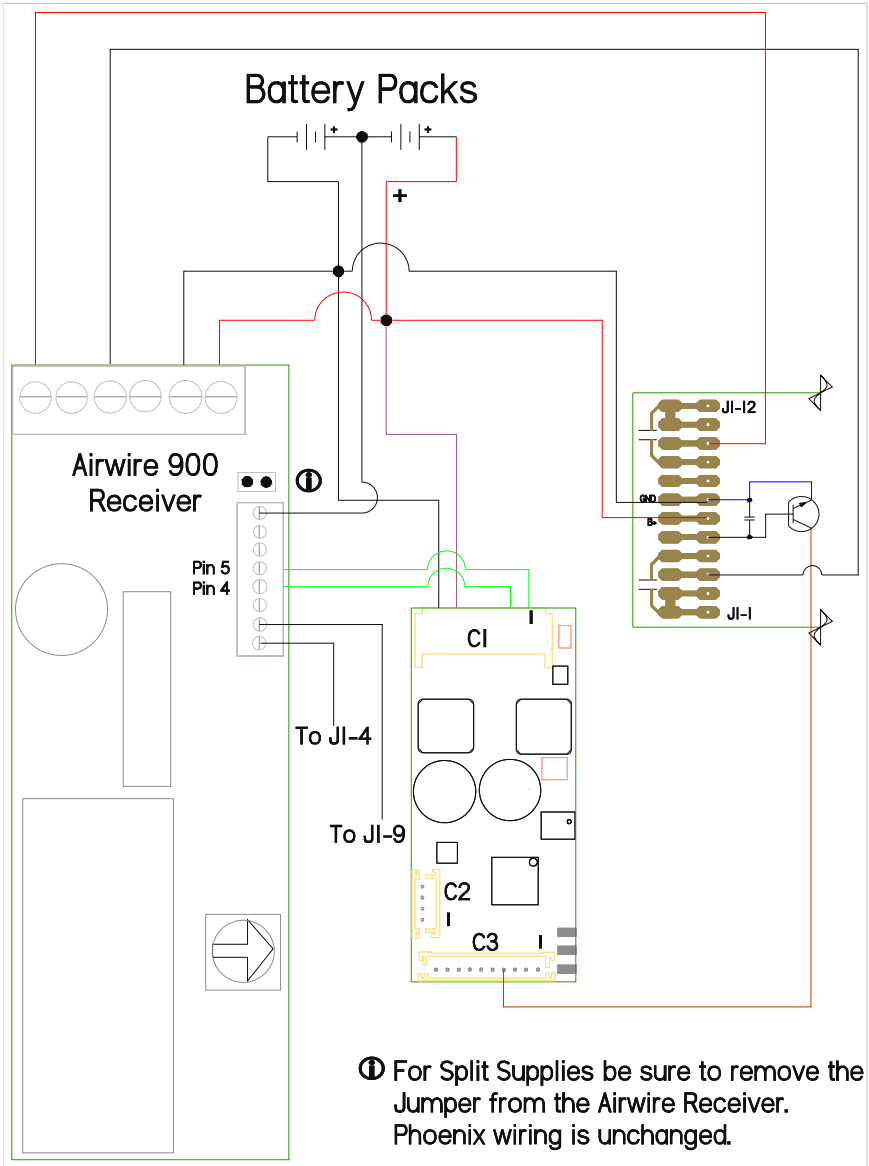 Battery Packs
+
+
+
JI-I2
Airwire 900
Receiver
GND
B+
Pin 5
Pin 4
JI-I
I
CI
To JI-4
To JI-9
C2
I
C3
I
For Split Supplies be sure to remove the
Jumper from the Airwire Receiver.
Phoenix wiring is unchanged.